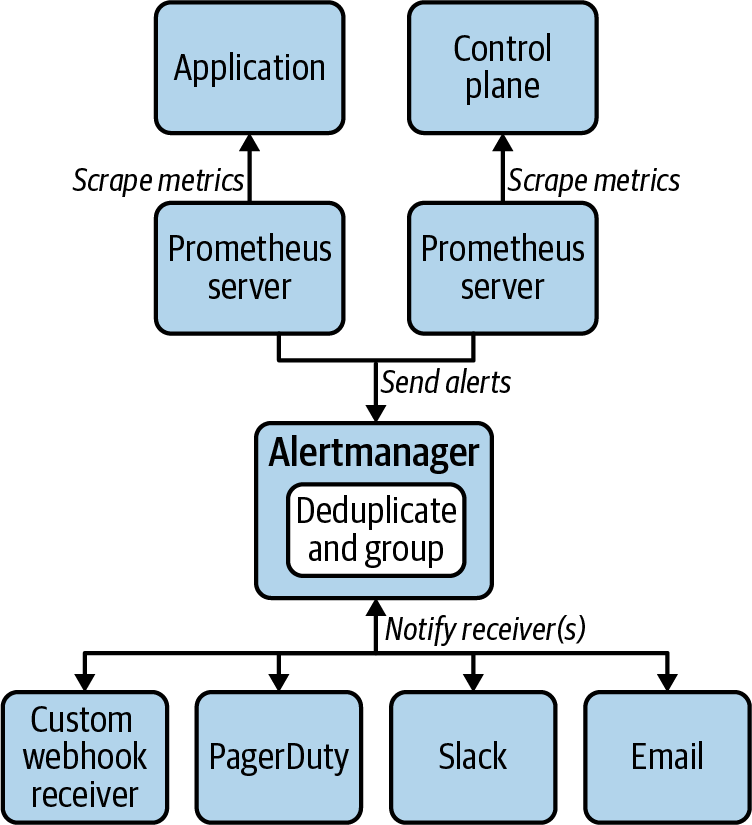 Application
Control
plane
Scrape metrics
Scrape metrics
Prometheus
server
Prometheus
server
Send alerts
Alertmanager
Deduplicate
and group
Notify receiver(s)
Custom
webhook
receiver
PagerDuty
Slack
Email